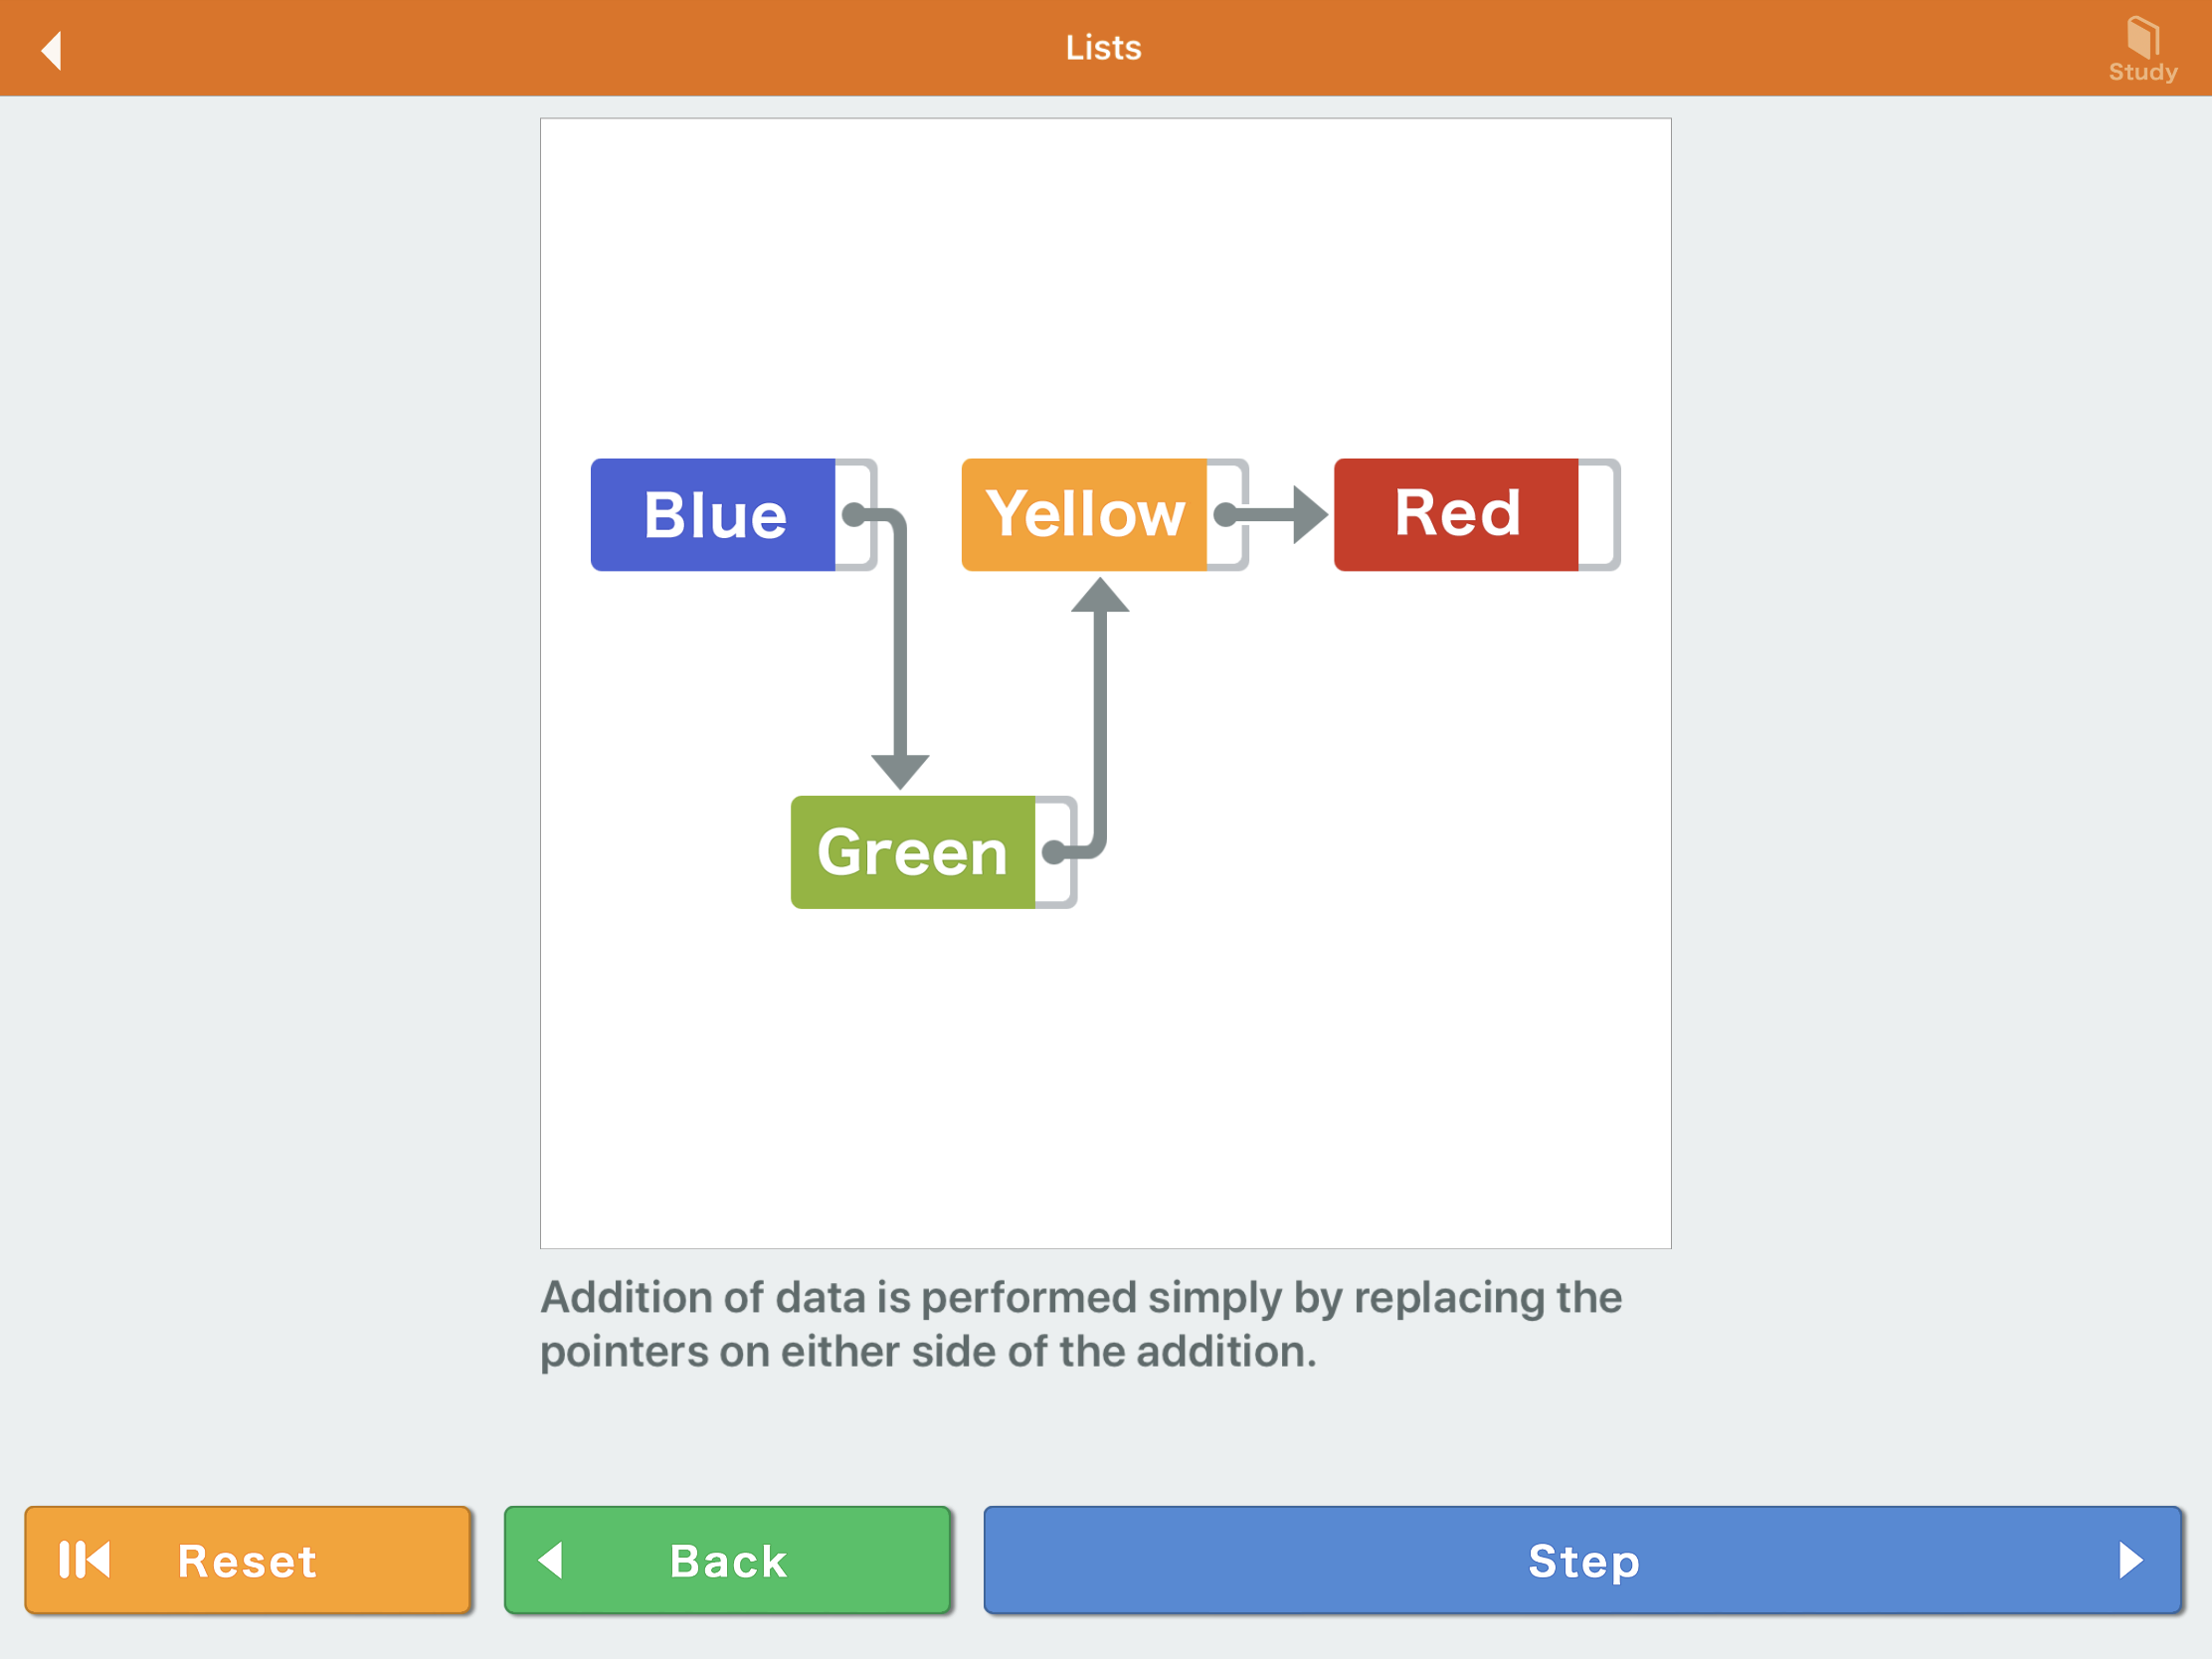 Lists
Study
Blue
Yellow
Red
Green
Addition of data is performed simply by replacing the
pointers on either side of the addition.
Reset
Back
Step